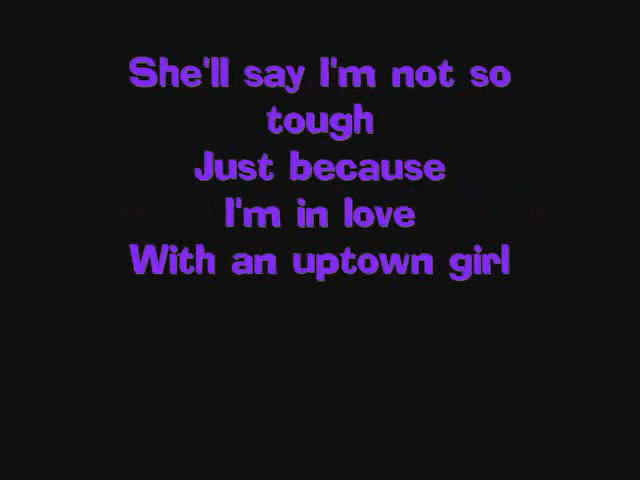 She'll say I'm not so
tough
Just because
I'm in love
With an uptown girl